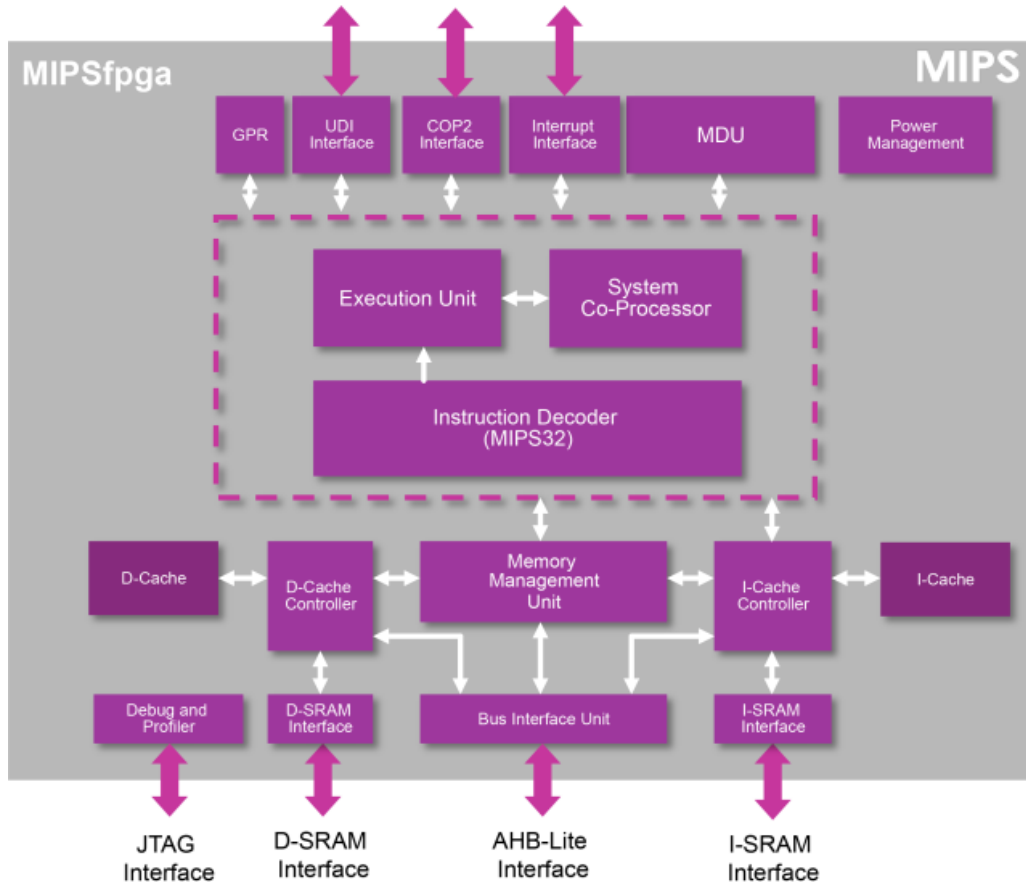 MIPSfpga
MIPS
GPR
UDI
Interface
COP2
Interface
Interrupt
Interface
MDU
Power
Management
Execution Unit
System
Co-Processor
Instruction Decoder
(MIPS32)
D-Cache
D-Cache
Controller
Memory
Management
Unit
I-Cache
Controller
I-Cache
Debug and
Profiler
D-SRAM
Interface
Bus Interface Unit
I-SRAM
Interface
JTAG
Interface
D-SRAM
Interface
AHB-Lite
Interface
I-SRAM
Interface